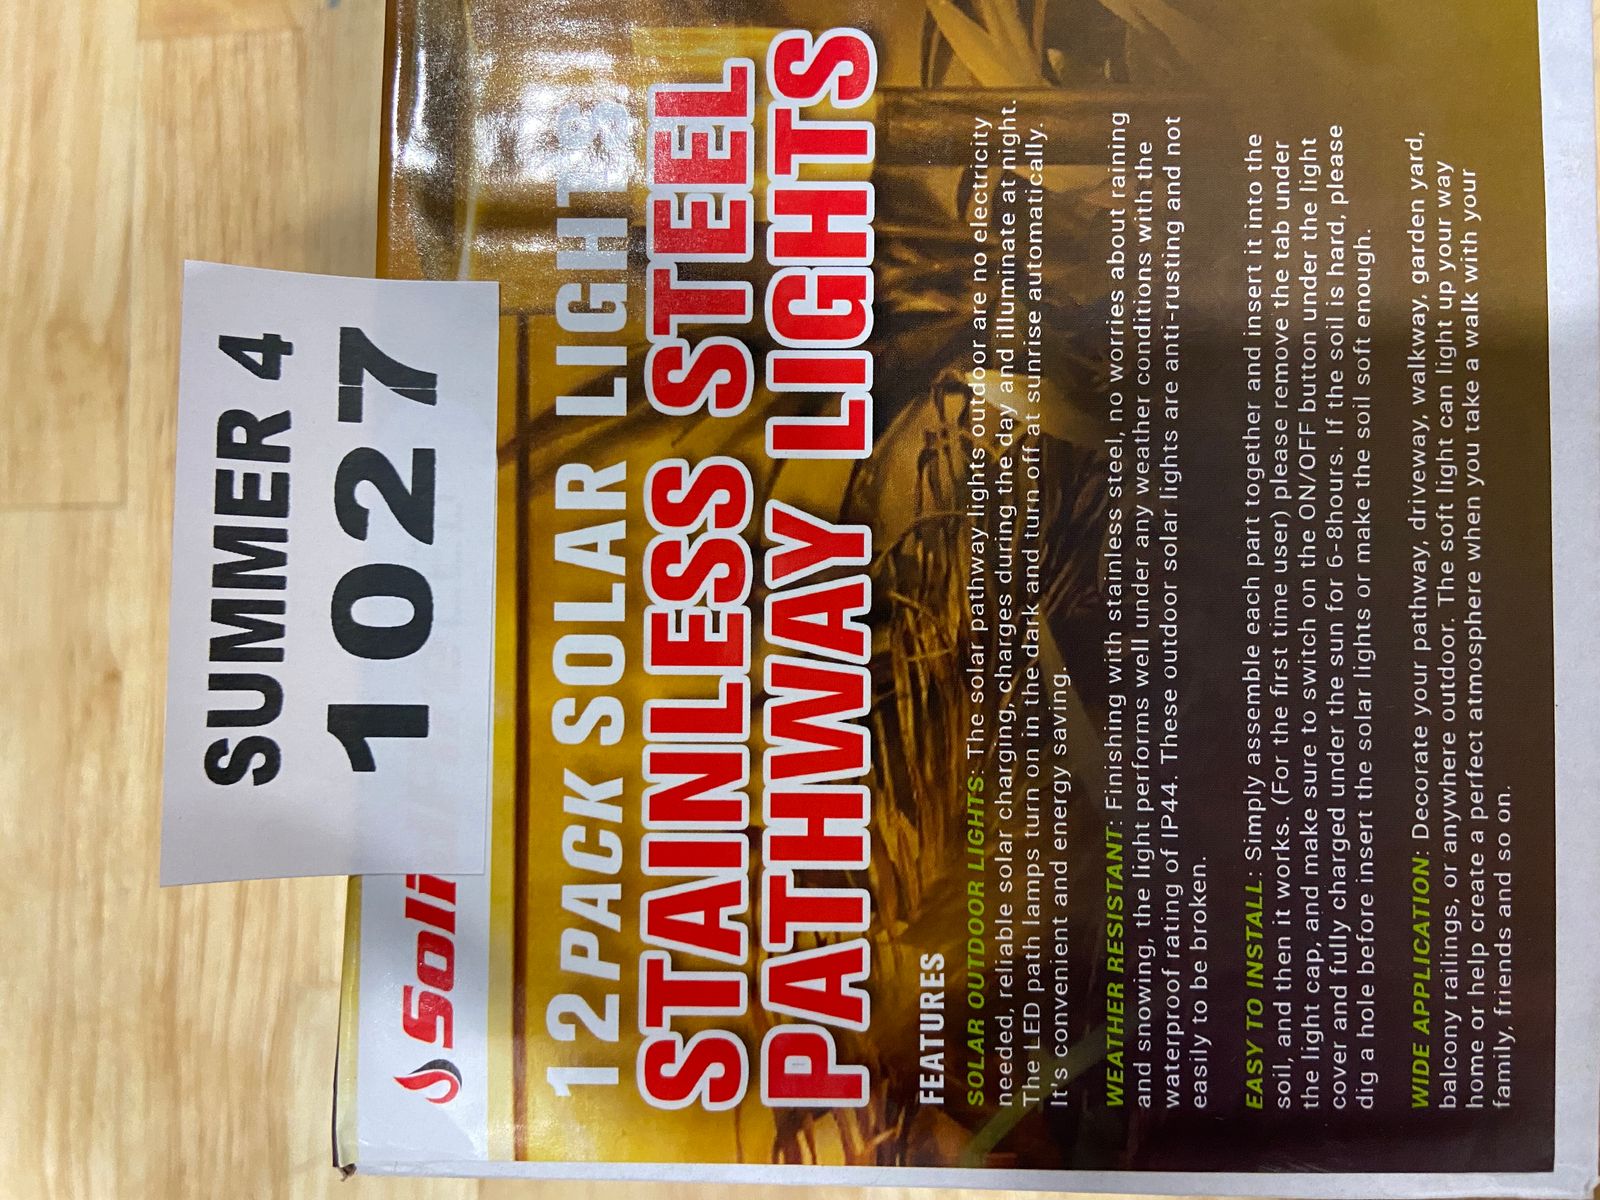 SUMMER 4
1027
Soli
12 PACK SOLAR LIGHTS
STAINLESS STEEL
PATHWAY LIGHTS
FEATURES
SOLAR OUTDOOR LIGHTS: The solar pathway lights outdoor are no electricity
needed, reliable solar charging, charges during the day and illuminate at night.
The LED path lamps turn on in the dark and turn off at sunrise automatically.
It's convenient and energy saving.
WEATHER RESISTANT: Finishing with stainless steel, no worries about raining
and snowing, the light performs well under any weather conditions with the
waterproof rating of IP44. These outdoor solar lights are anti-rusting and not
easily to be broken.
EASY TO INSTALL: Simply assemble each part together and insert it into the
soil, and then it works. (For the first time user) please remove the tab under
the light cap, and make sure to switch on the ON/OFF button under the light
cover and fully charged under the sun for 6-8hours. If the soil is hard, please
dig a hole before insert the solar lights or make the soil soft enough.
WIDE APPLICATION: Decorate your pathway, driveway, walkway, garden yard,
balcony railings, or anywhere outdoor. The soft light can light up your way
home or help create a perfect atmosphere when you take a walk with your
family, friends and so on.